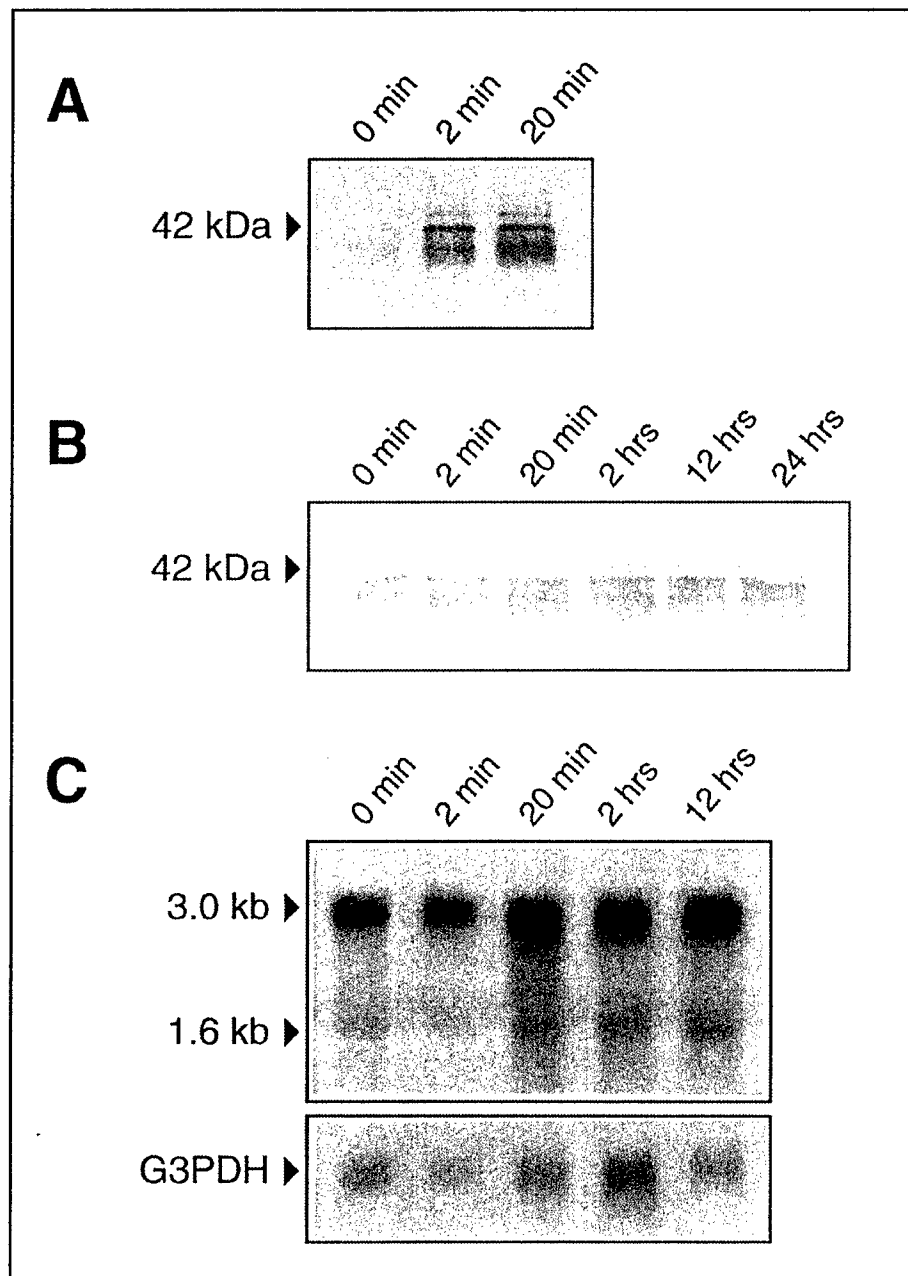 A
0 min 2 min 20 min
42 kDa
B
0 min 2 min 20 min 2 hrs 12 hrs 24 hrs
42 kDa
C
0 min 2 min 20 min 2 hrs 12 hrs
3.0 kb
1.6 kb
G3PDH